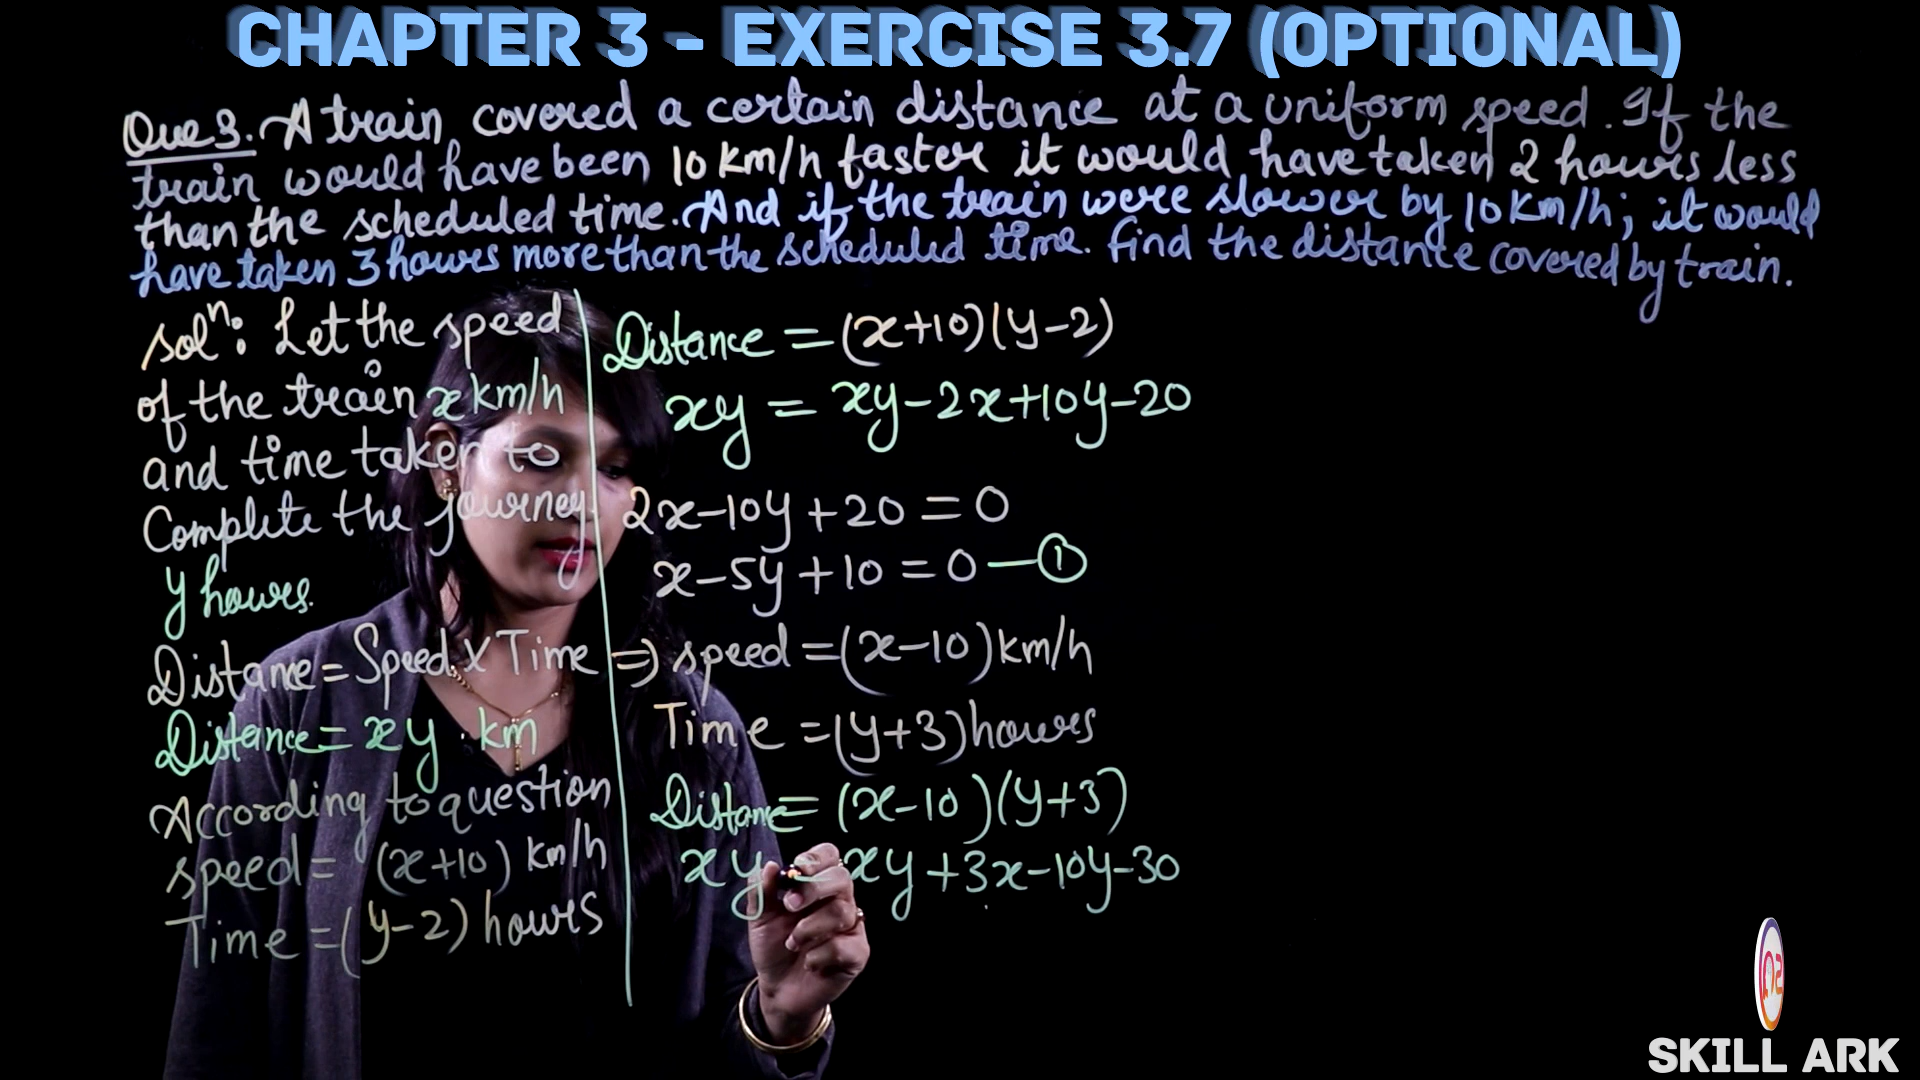 CHAPTER 3 - EXERCISE 3.7 (OPTIONAL)
Que 3. A train covered a certain distance at a uniform speed. If the
train would have been 10 km/h faster it would have taken 2 hours less
than the scheduled time. And if the train were slower by 10 km/h; it would
have taken 3 hours more than the scheduled time. find the distance covered by train.
solⁿ: Let the speed
of the train x km/h
and time taken to
Complete the journey
y hours.
Distance = Speed × Time
Distance = xy km
According to question
speed = (x+10) km/h
Time = (y-2) hours
Distance = (x+10)(y-2)
xy = xy-2x+10y-20
2x-10y+20 = 0
x-5y+10 = 0 — ①
⇒ speed = (x-10) km/h
Time = (y+3) hours
Distance = (x-10)(y+3)
xy = xy+3x-10y-30
SKILL ARK